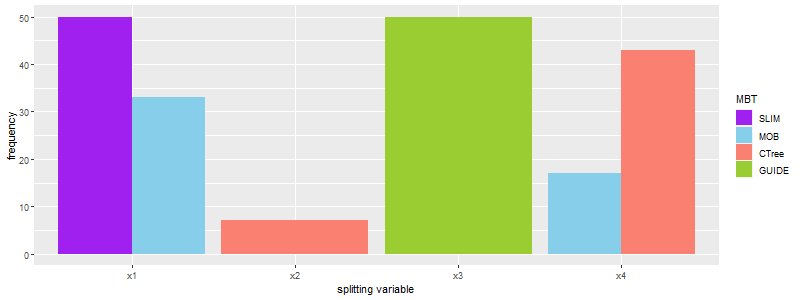 50
40
30
20
10
0
frequency
x1 x2 x3 x4
splitting variable
MBT
SLIM
MOB
CTree
GUIDE